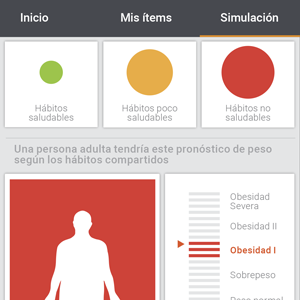 Inicio Mis ítems Simulación
Hábitos saludables
Hábitos poco saludables
Hábitos no saludables
Una persona adulta tendría este pronóstico de peso
según los hábitos compartidos
Obesidad
Severa
Obesidad II
Obesidad I
Sobrepeso
Peso normal